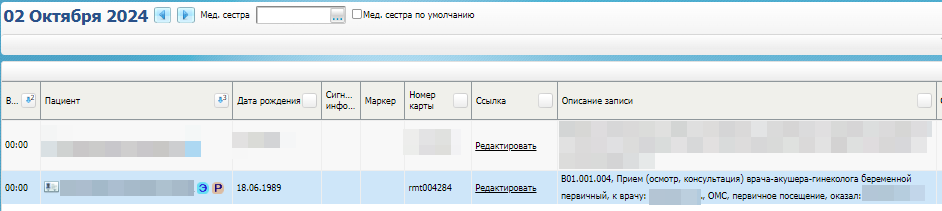 02 Октября 2024 Мед. сестра ... Мед. сестра по умолчанию
В... 2 Пациент 3 Дата рождения Сигн... инфо... Маркер Номер карты Ссылка Описание записи
00:00 Редактировать
00:00 Э Р 18.06.1989 rmt004284 Редактировать B01.001.004, Прием (осмотр, консультация) врача-акушера-гинеколога беременной
первичный, к врачу: ., ОМС, первичное посещение, оказал: